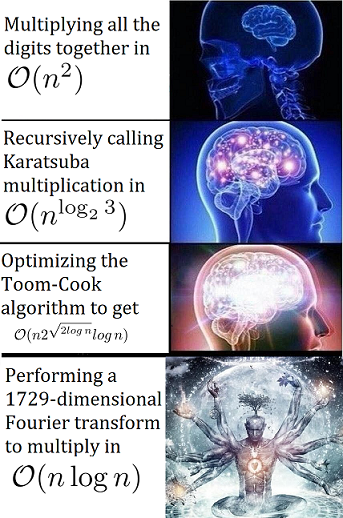 Multiplying all the
digits together in
𝒪(n²)
Recursively calling
Karatsuba
multiplication in
𝒪(n^{log₂ 3})
Optimizing the
Toom-Cook
algorithm to get
𝒪(n2^{√(2log n)}log n)
Performing a
1729-dimensional
Fourier transform
to multiply in
𝒪(n log n)